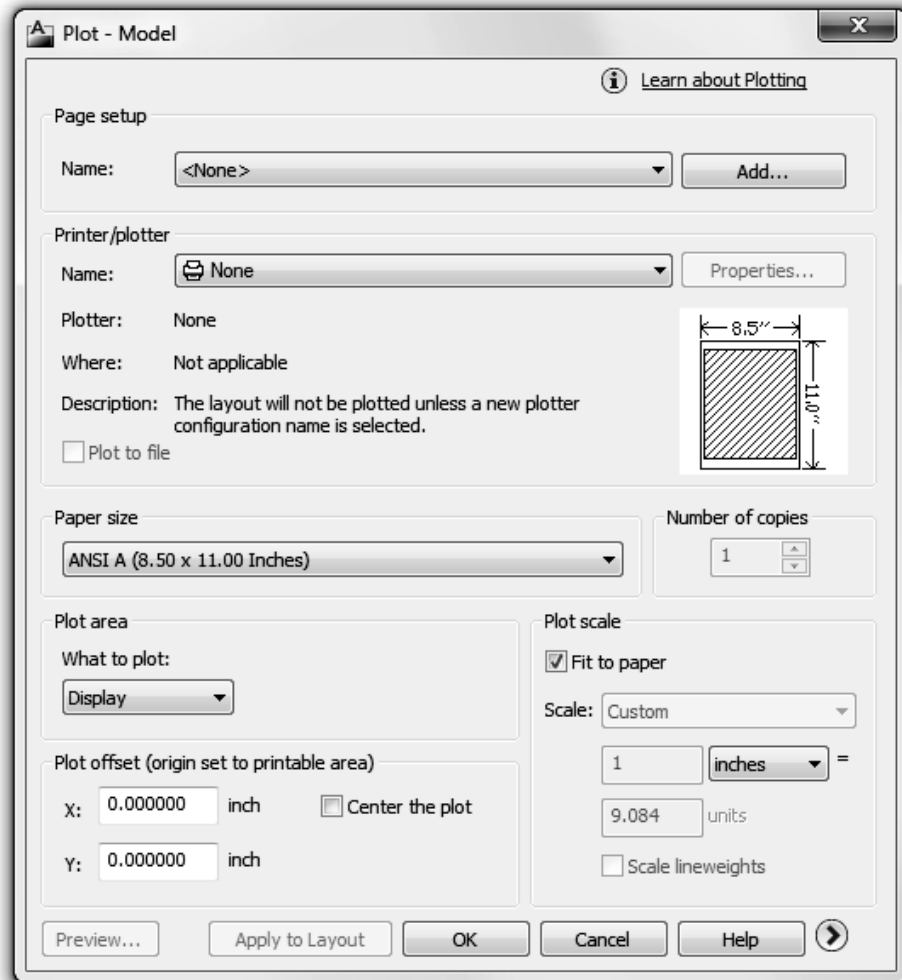 Plot - Model
Learn about Plotting
Page setup
Name: <None> Add...
Printer/plotter
Name: None Properties...
Plotter: None
Where: Not applicable
Description: The layout will not be plotted unless a new plotter
configuration name is selected.
Plot to file
8.5″
11.0″
Paper size
ANSI A (8.50 x 11.00 Inches)
Number of copies
1
Plot area
What to plot:
Display
Plot scale
Fit to paper
Scale: Custom
1 inches =
9.084 units
Scale lineweights
Plot offset (origin set to printable area)
X: 0.000000 inch Center the plot
Y: 0.000000 inch
Preview... Apply to Layout OK Cancel Help